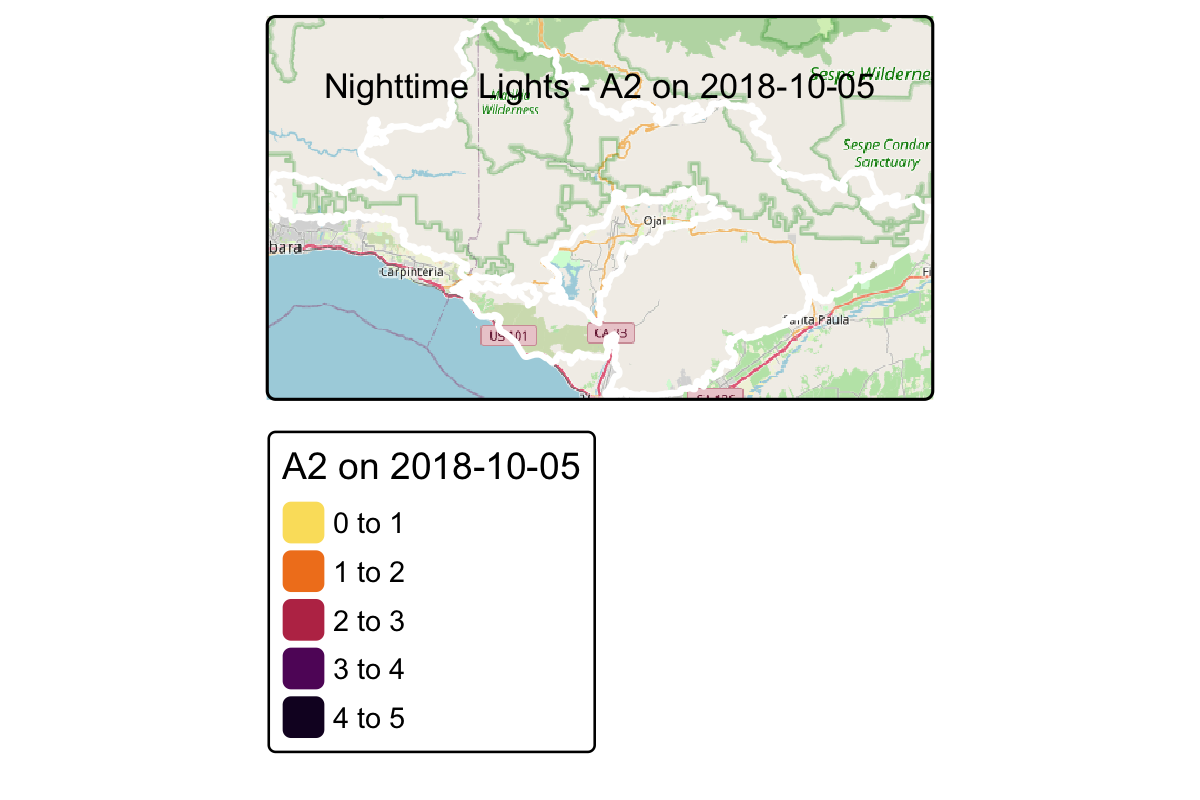 Nighttime Lights - A2 on 2018-10-05
Sespe Wilderne
Wilderness
Sespe Condor
Sanctuary
Ojai
bara
Carpinteria
Fi
Santa Paula
US 101
CA 33
A2 on 2018-10-05
0 to 1
1 to 2
2 to 3
3 to 4
4 to 5